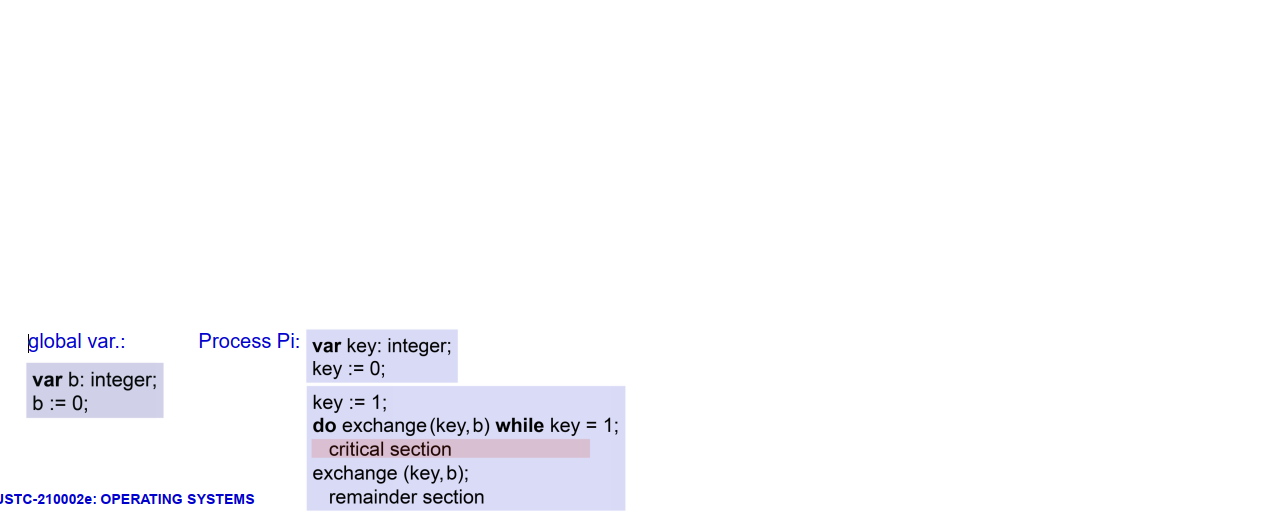 global var.:
var b: integer;
b := 0;
Process Pi:
var key: integer;
key := 0;
key := 1;
do exchange (key, b) while key = 1;
critical section
exchange (key, b);
remainder section
USTC-210002e: OPERATING SYSTEMS